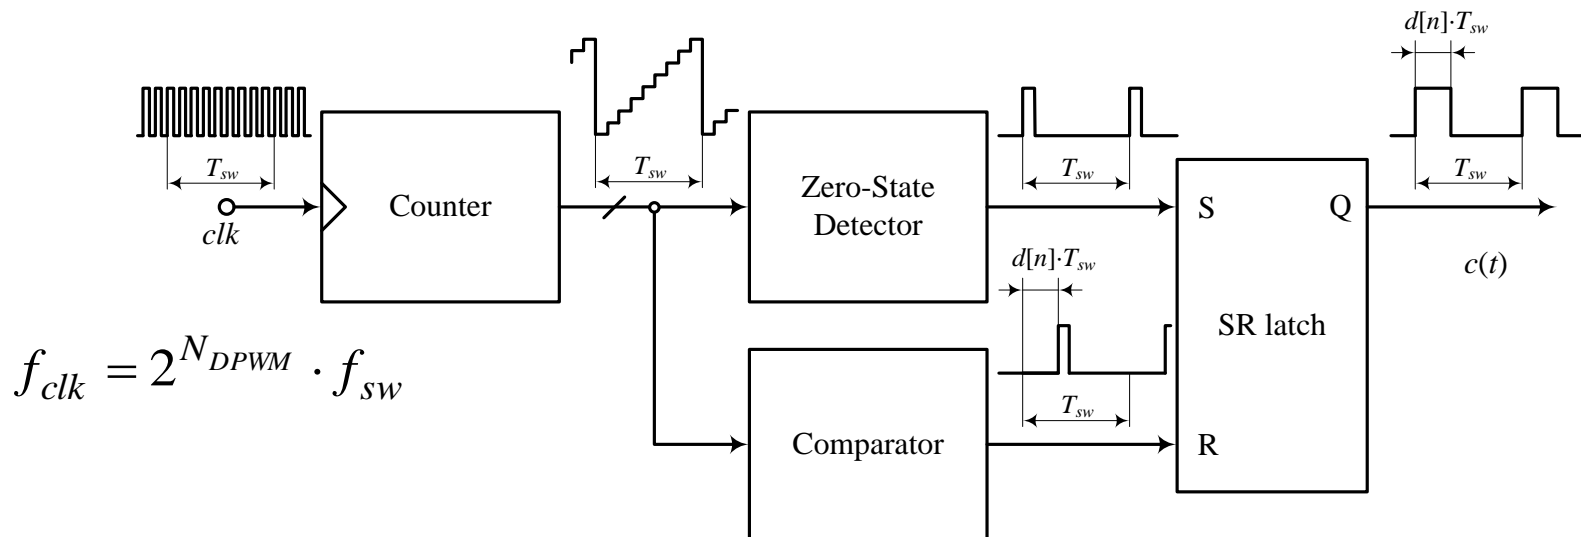 d[n]·T_sw
T_sw
clk
Counter
T_sw
Zero-State
Detector
T_sw
d[n]·T_sw
T_sw
Comparator
S
Q
R
SR latch
T_sw
c(t)
f_clk = 2^{N_DPWM} · f_sw